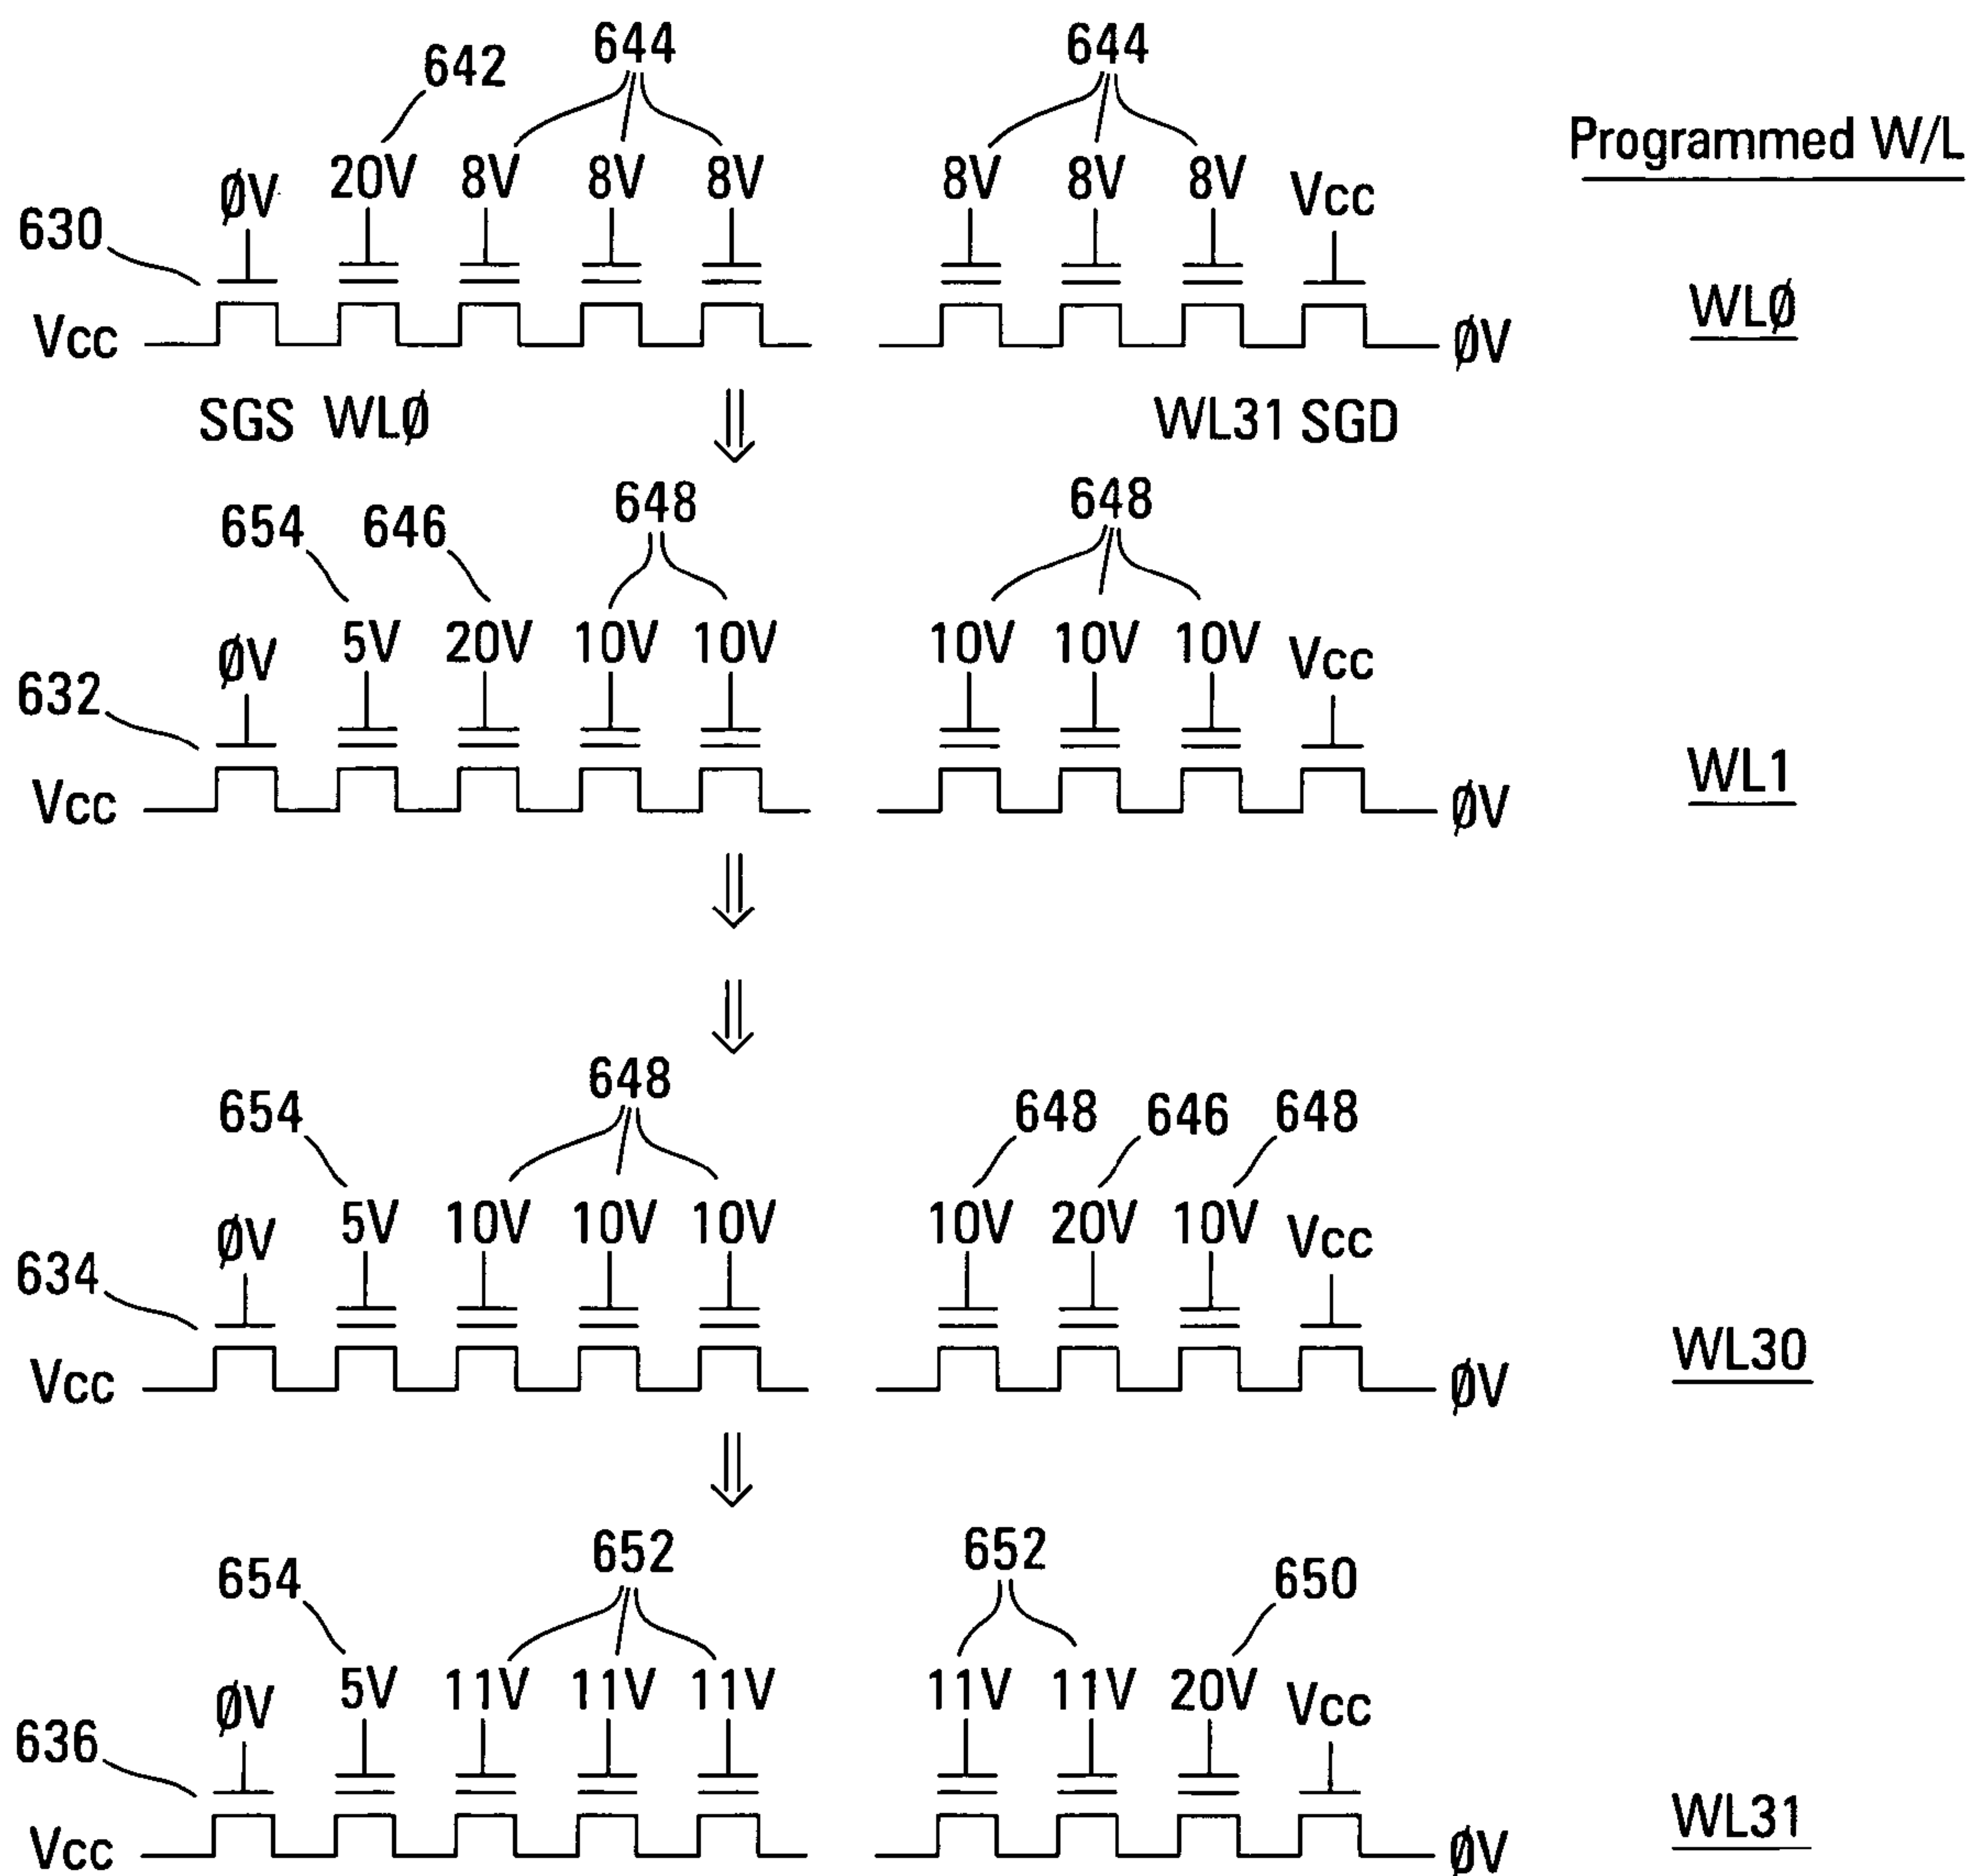 642 644 644
Programmed W/L
ØV 20V 8V 8V 8V 8V 8V 8V Vcc
630
Vcc ØV WLØ
SGS WLØ WL31 SGD
654 646 648 648
ØV 5V 20V 10V 10V 10V 10V 10V Vcc
632
Vcc ØV WL1
648
654 648 646 648
ØV 5V 10V 10V 10V 10V 20V 10V Vcc
634
Vcc ØV WL30
654 652 652 650
ØV 5V 11V 11V 11V 11V 11V 20V Vcc
636
Vcc ØV WL31